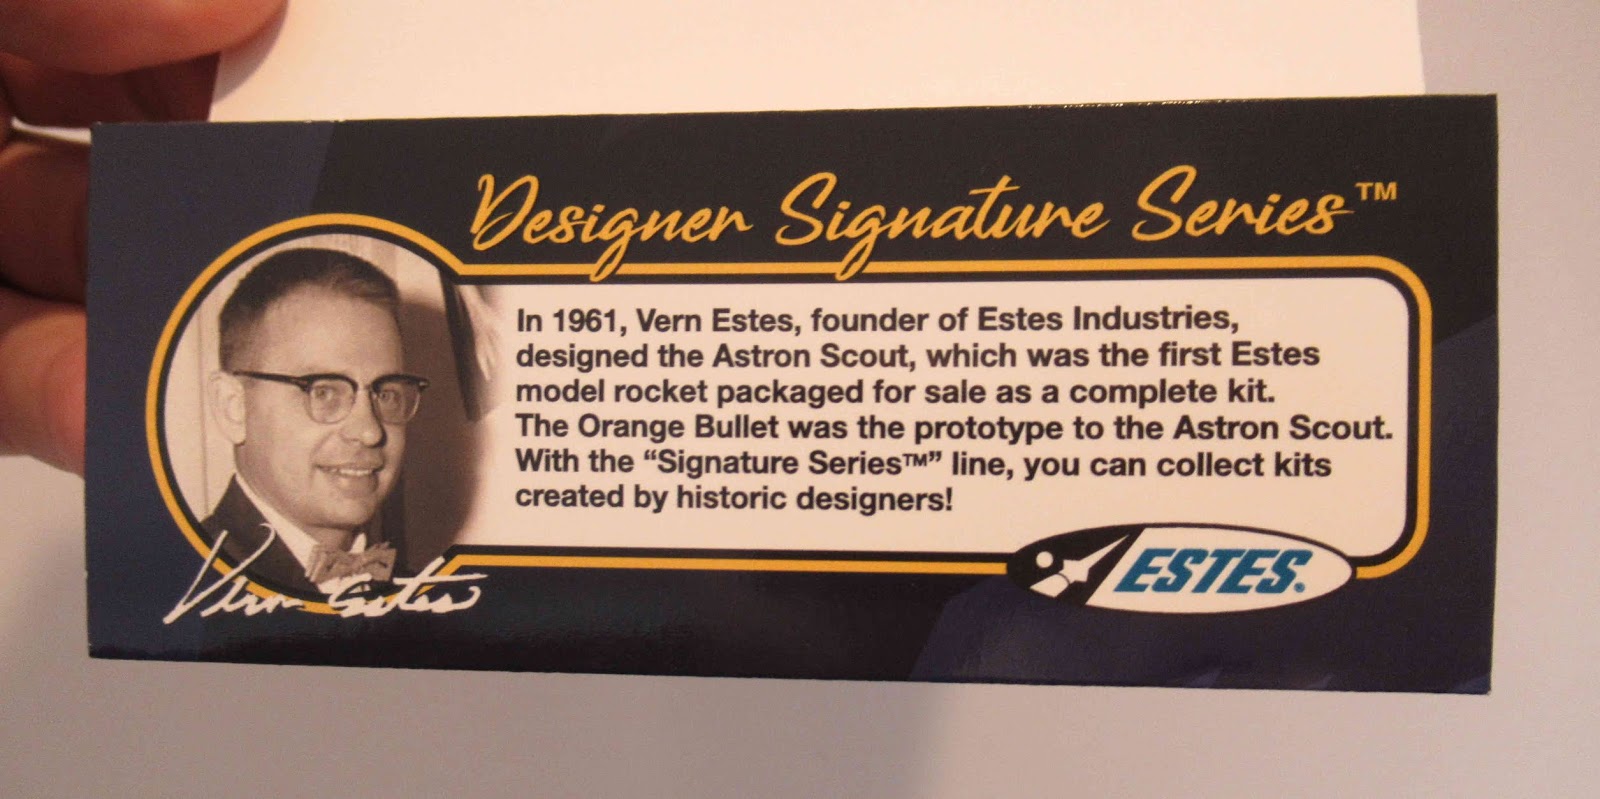 Designer Signature Series™
In 1961, Vern Estes, founder of Estes Industries,
designed the Astron Scout, which was the first Estes
model rocket packaged for sale as a complete kit.
The Orange Bullet was the prototype to the Astron Scout.
With the “Signature Series™” line, you can collect kits
created by historic designers!
Vern Estes
ESTES®